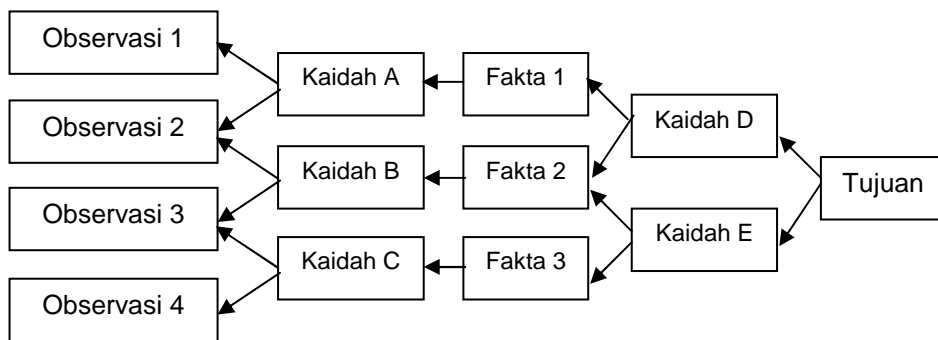 Observasi 1
Observasi 2
Observasi 3
Observasi 4
Kaidah A
Kaidah B
Kaidah C
Fakta 1
Fakta 2
Fakta 3
Kaidah D
Kaidah E
Tujuan